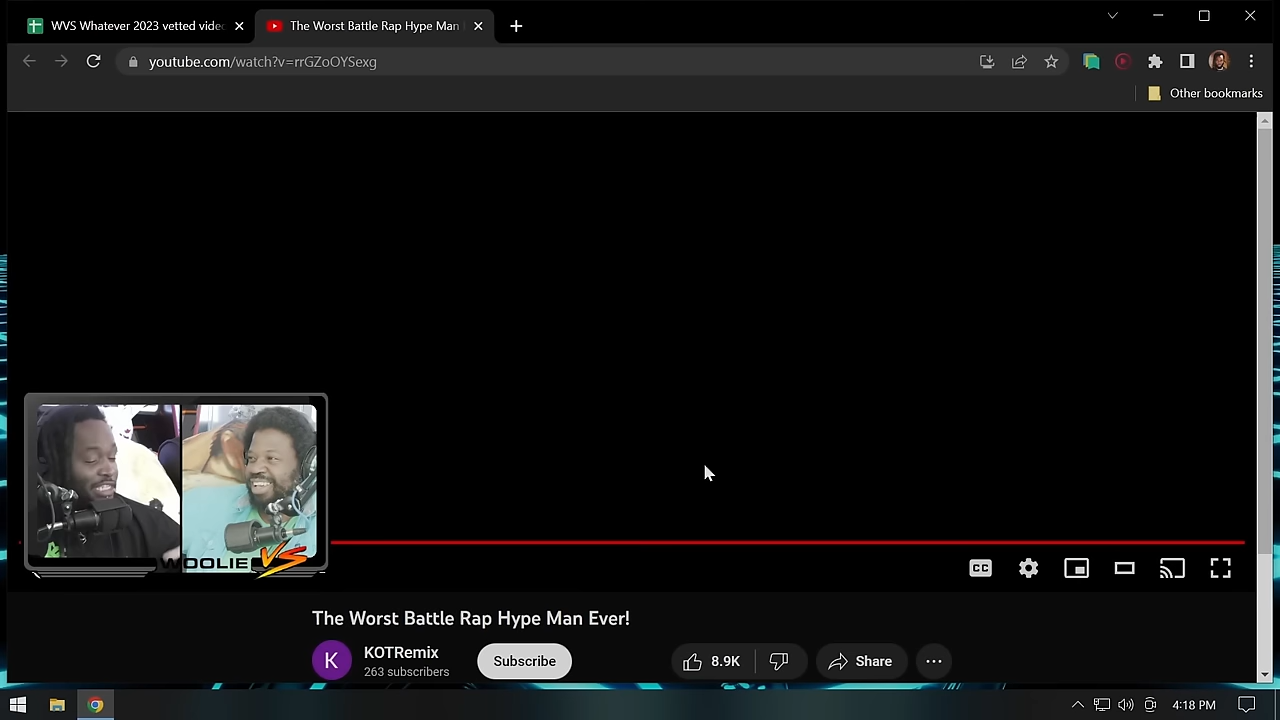 WVS Whatever 2023 vetted vide
The Worst Battle Rap Hype Man
youtube.com/watch?v=rrGZoOYSexg
Other bookmarks
WOOLIE VS
CC
The Worst Battle Rap Hype Man Ever!
K
KOTRemix
263 subscribers
Subscribe
8.9K
Share
4:18 PM